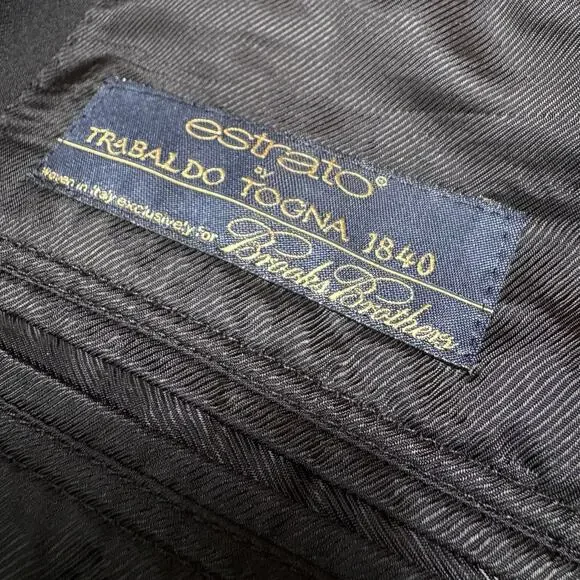 estrato®
BY
TRABALDO TOGNA 1840
Woven in Italy exclusively for Brooks Brothers